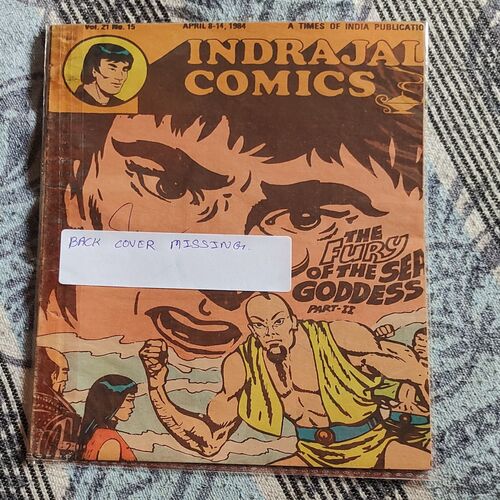 Vol. 21 No. 15 APRIL 8-14, 1984 A TIMES OF INDIA PUBLICATIO
INDRAJAL
COMICS
BACK COVER MISSING.
THE
FURY
OF THE SEA
GODDESS
PART-II